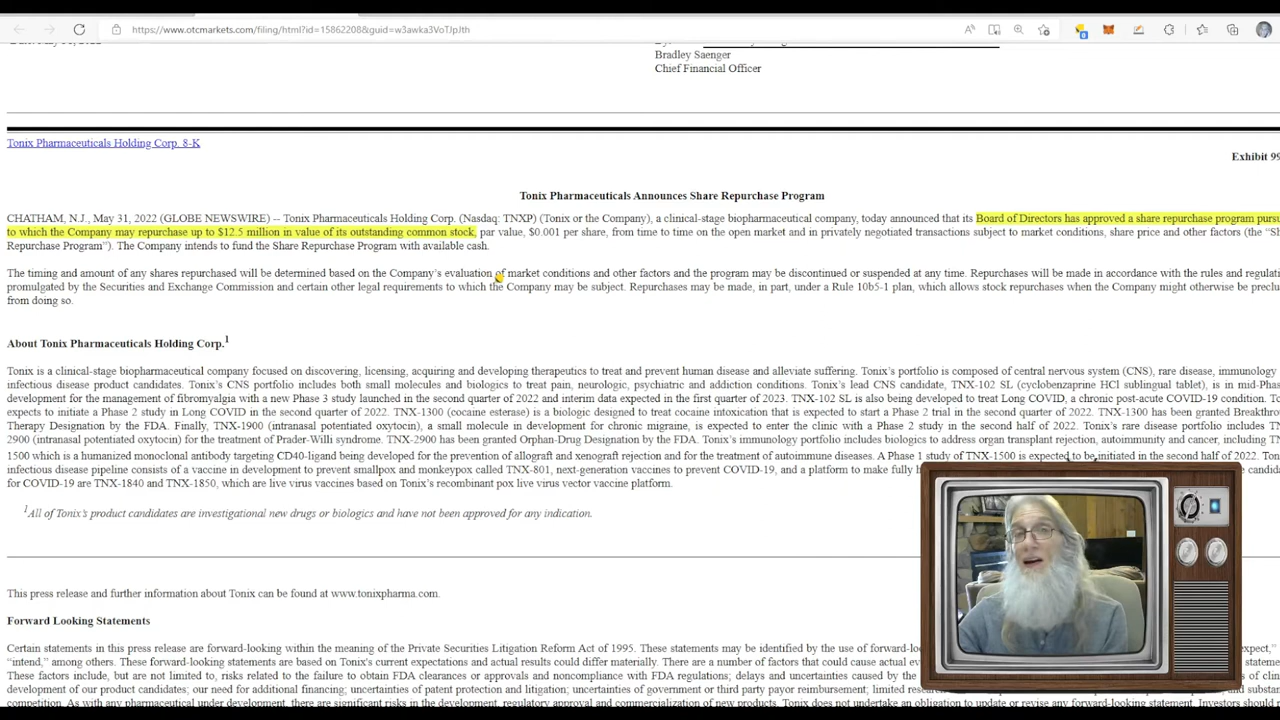 https://www.otcmarkets.com/filing/html?id=15862208&guid=w3awka3VoTJpJth
Bradley Saenger
Chief Financial Officer
Tonix Pharmaceuticals Holding Corp. 8-K
Exhibit 99
Tonix Pharmaceuticals Announces Share Repurchase Program
CHATHAM, N.J., May 31, 2022 (GLOBE NEWSWIRE) -- Tonix Pharmaceuticals Holding Corp. (Nasdaq: TNXP) (Tonix or the Company), a clinical-stage biopharmaceutical company, today announced that its Board of Directors has approved a share repurchase program
to which the Company may repurchase up to $12.5 million in value of its outstanding common stock, par value, $0.001 per share, from time to time on the open market and in privately negotiated transactions subject to market conditions, share price and other factors (the
Repurchase Program"). The Company intends to fund the Share Repurchase Program with available cash.
The timing and amount of any shares repurchased will be determined based on the Company's evaluation of market conditions and other factors and the program may be discontinued or suspended at any time. Repurchases will be made in accordance with the rules and
promulgated by the Securities and Exchange Commission and certain other legal requirements to which the Company may be subject. Repurchases may be made, in part, under a Rule 10b5-1 plan, which allows stock repurchases when the Company might otherwise be
from doing so.
About Tonix Pharmaceuticals Holding Corp.1
Tonix is a clinical-stage biopharmaceutical company focused on discovering, licensing, acquiring and developing therapeutics to treat and prevent human disease and alleviate suffering. Tonix's portfolio is composed of central nervous system (CNS), rare disease, immunology
infectious disease product candidates. Tonix's CNS portfolio includes both small molecules and biologics to treat pain, neurologic, psychiatric and addiction conditions. Tonix's lead CNS candidate, TNX-102 SL (cyclobenzaprine HCl sublingual tablet), is in
development for the management of fibromyalgia with a new Phase 3 study launched in the second quarter of 2022 and interim data expected in the first quarter of 2023. TNX-102 SL is also being developed to treat Long COVID, a chronic post-acute COVID-19 condition.
expects to initiate a Phase 2 study in Long COVID in the second quarter of 2022. TNX-1300 (cocaine esterase) is a biologic designed to treat cocaine intoxication that is expected to start a Phase 2 trial in the second quarter of 2022. TNX-1300 has been granted
Therapy Designation by the FDA. Finally, TNX-1900 (intranasal potentiated oxytocin), a small molecule in development for chronic migraine, is expected to enter the clinic with a Phase 2 study in the second half of 2022. Tonix's rare disease portfolio includes
2900 (intranasal potentiated oxytocin) for the treatment of Prader-Willi syndrome. TNX-2900 has been granted Orphan-Drug Designation by the FDA. Tonix's immunology portfolio includes biologics to address organ transplant rejection, autoimmunity and cancer, including
1500 which is a humanized monoclonal antibody targeting CD40-ligand being developed for the prevention of allograft and xenograft rejection and for the treatment of autoimmune diseases. A Phase 1 study of TNX-1500 is expected to be initiated in the second half of 2022.
infectious disease pipeline consists of a vaccine in development to prevent smallpox and monkeypox called TNX-801, next-generation vaccines to prevent COVID-19, and a platform to make fully
for COVID-19 are TNX-1840 and TNX-1850, which are live virus vaccines based on Tonix's recombinant pox live virus vector vaccine platform.
1All of Tonix's product candidates are investigational new drugs or biologics and have not been approved for any indication.
This press release and further information about Tonix can be found at www.tonixpharma.com.
Forward Looking Statements
Certain statements in this press release are forward-looking within the meaning of the Private Securities Litigation Reform Act of 1995. These statements may be identified by the use of
"intend," among others. These forward-looking statements are based on Tonix's current expectations and actual results could differ materially. There are a number of factors that could cause actual
These factors include, but are not limited to, risks related to the failure to obtain FDA clearances or approvals and noncompliance with FDA regulations; delays and uncertainties caused by the
development of our product candidates; our need for additional financing; uncertainties of patent protection and litigation; uncertainties of government or third party payor reimbursement; limited
competition. As with any pharmaceutical under development, there are significant risks in the development, regulatory approval and commercialization of new products. Tonix does not undertake an obligation to update or revise any forward-looking statement. Investors should